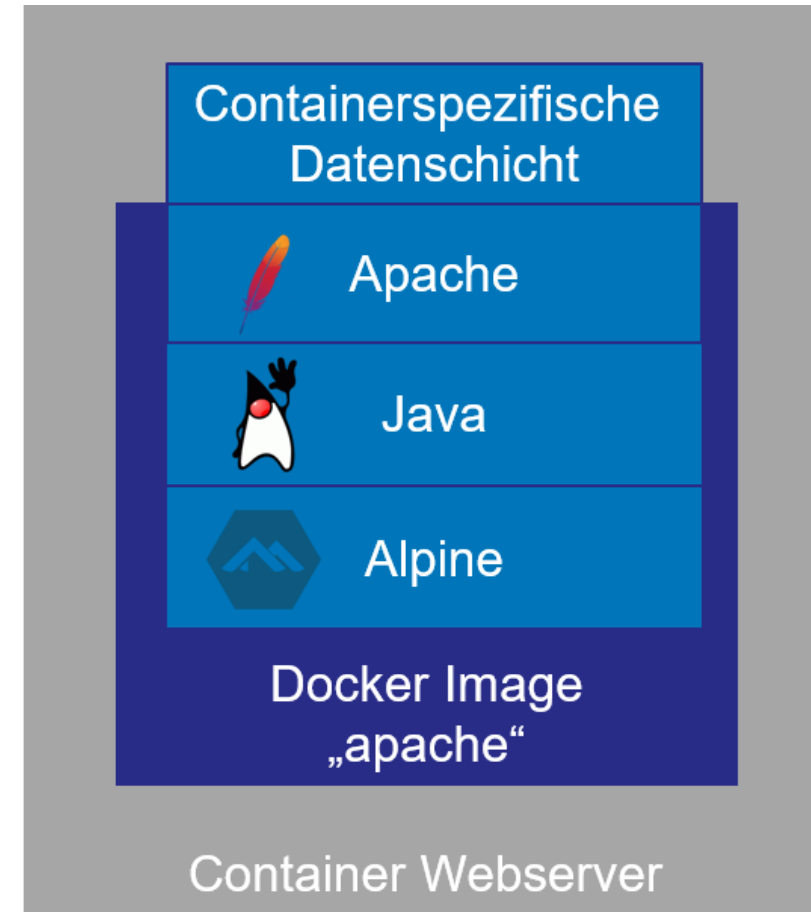 Containerspezifische
Datenschicht
Apache
Java
Alpine
Docker Image
„apache“
Container Webserver